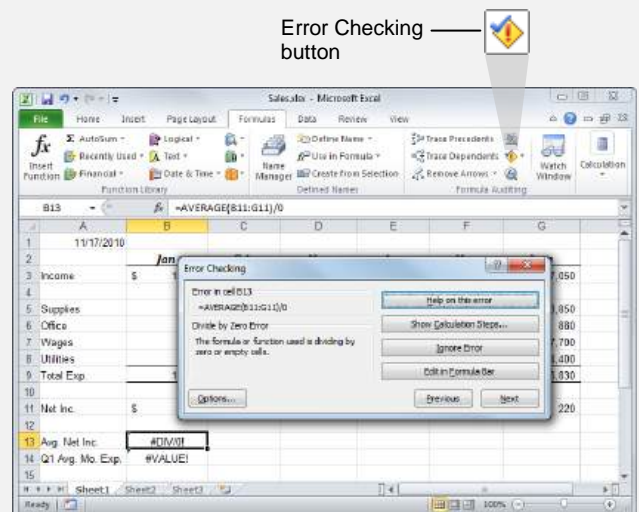 Error Checking
button
Sales.xlsx - Microsoft Excel
File Home Insert Page Layout Formulas Data Review View
fx Σ AutoSum Logical Define Name Trace Precedents
Insert Function Recently Used Text Name Manager Use in Formula Trace Dependents Watch Window Calculation
Financial Date & Time Create from Selection Remove Arrows
Function Library Defined Names Formula Auditing
B13 fx =AVERAGE(B11:G11)/0
A B C D E F G
1 11/17/2010
2 Jan
3 Income $ 7,050
4
5 Supplies 1,850
6 Office 880
7 Wages 7,700
8 Utilities 1,400
9 Total Exp
10
11 Net Inc. $ 220
12
13 Avg. Net Inc. #DIV/0!
14 Q1 Avg. Mo. Exp. #VALUE!
15
Error Checking
Error in cell B13
=AVERAGE(B11:G11)/0
Divide by Zero Error
The formula or function used is dividing by
zero or empty cells.
Help on this error
Show Calculation Steps...
Ignore Error
Edit in Formula Bar
Options... Previous Next
Sheet1 Sheet2 Sheet3
Ready 100%